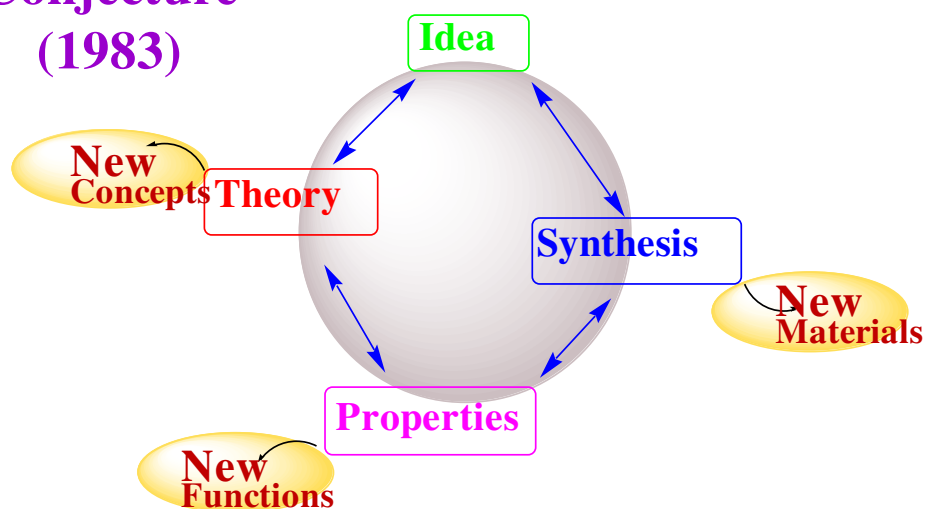 (1983)
Idea
New
Concepts
Theory
Synthesis
New
Materials
Properties
New
Functions